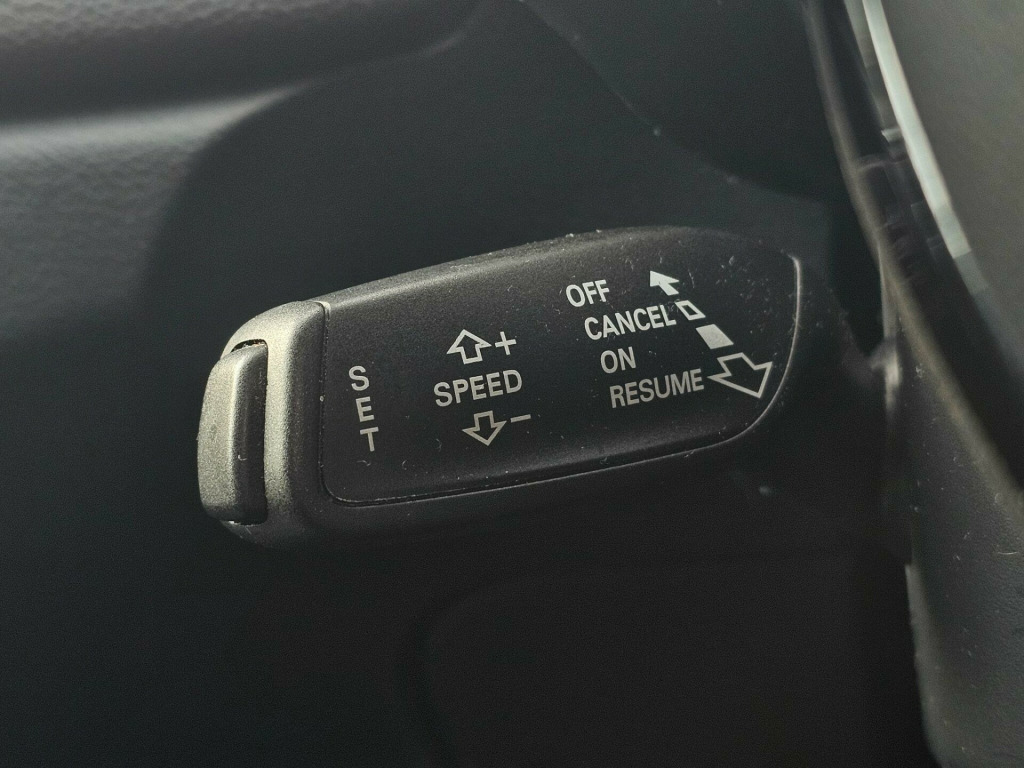 SET
+
SPEED
−
OFF
CANCEL
ON
RESUME